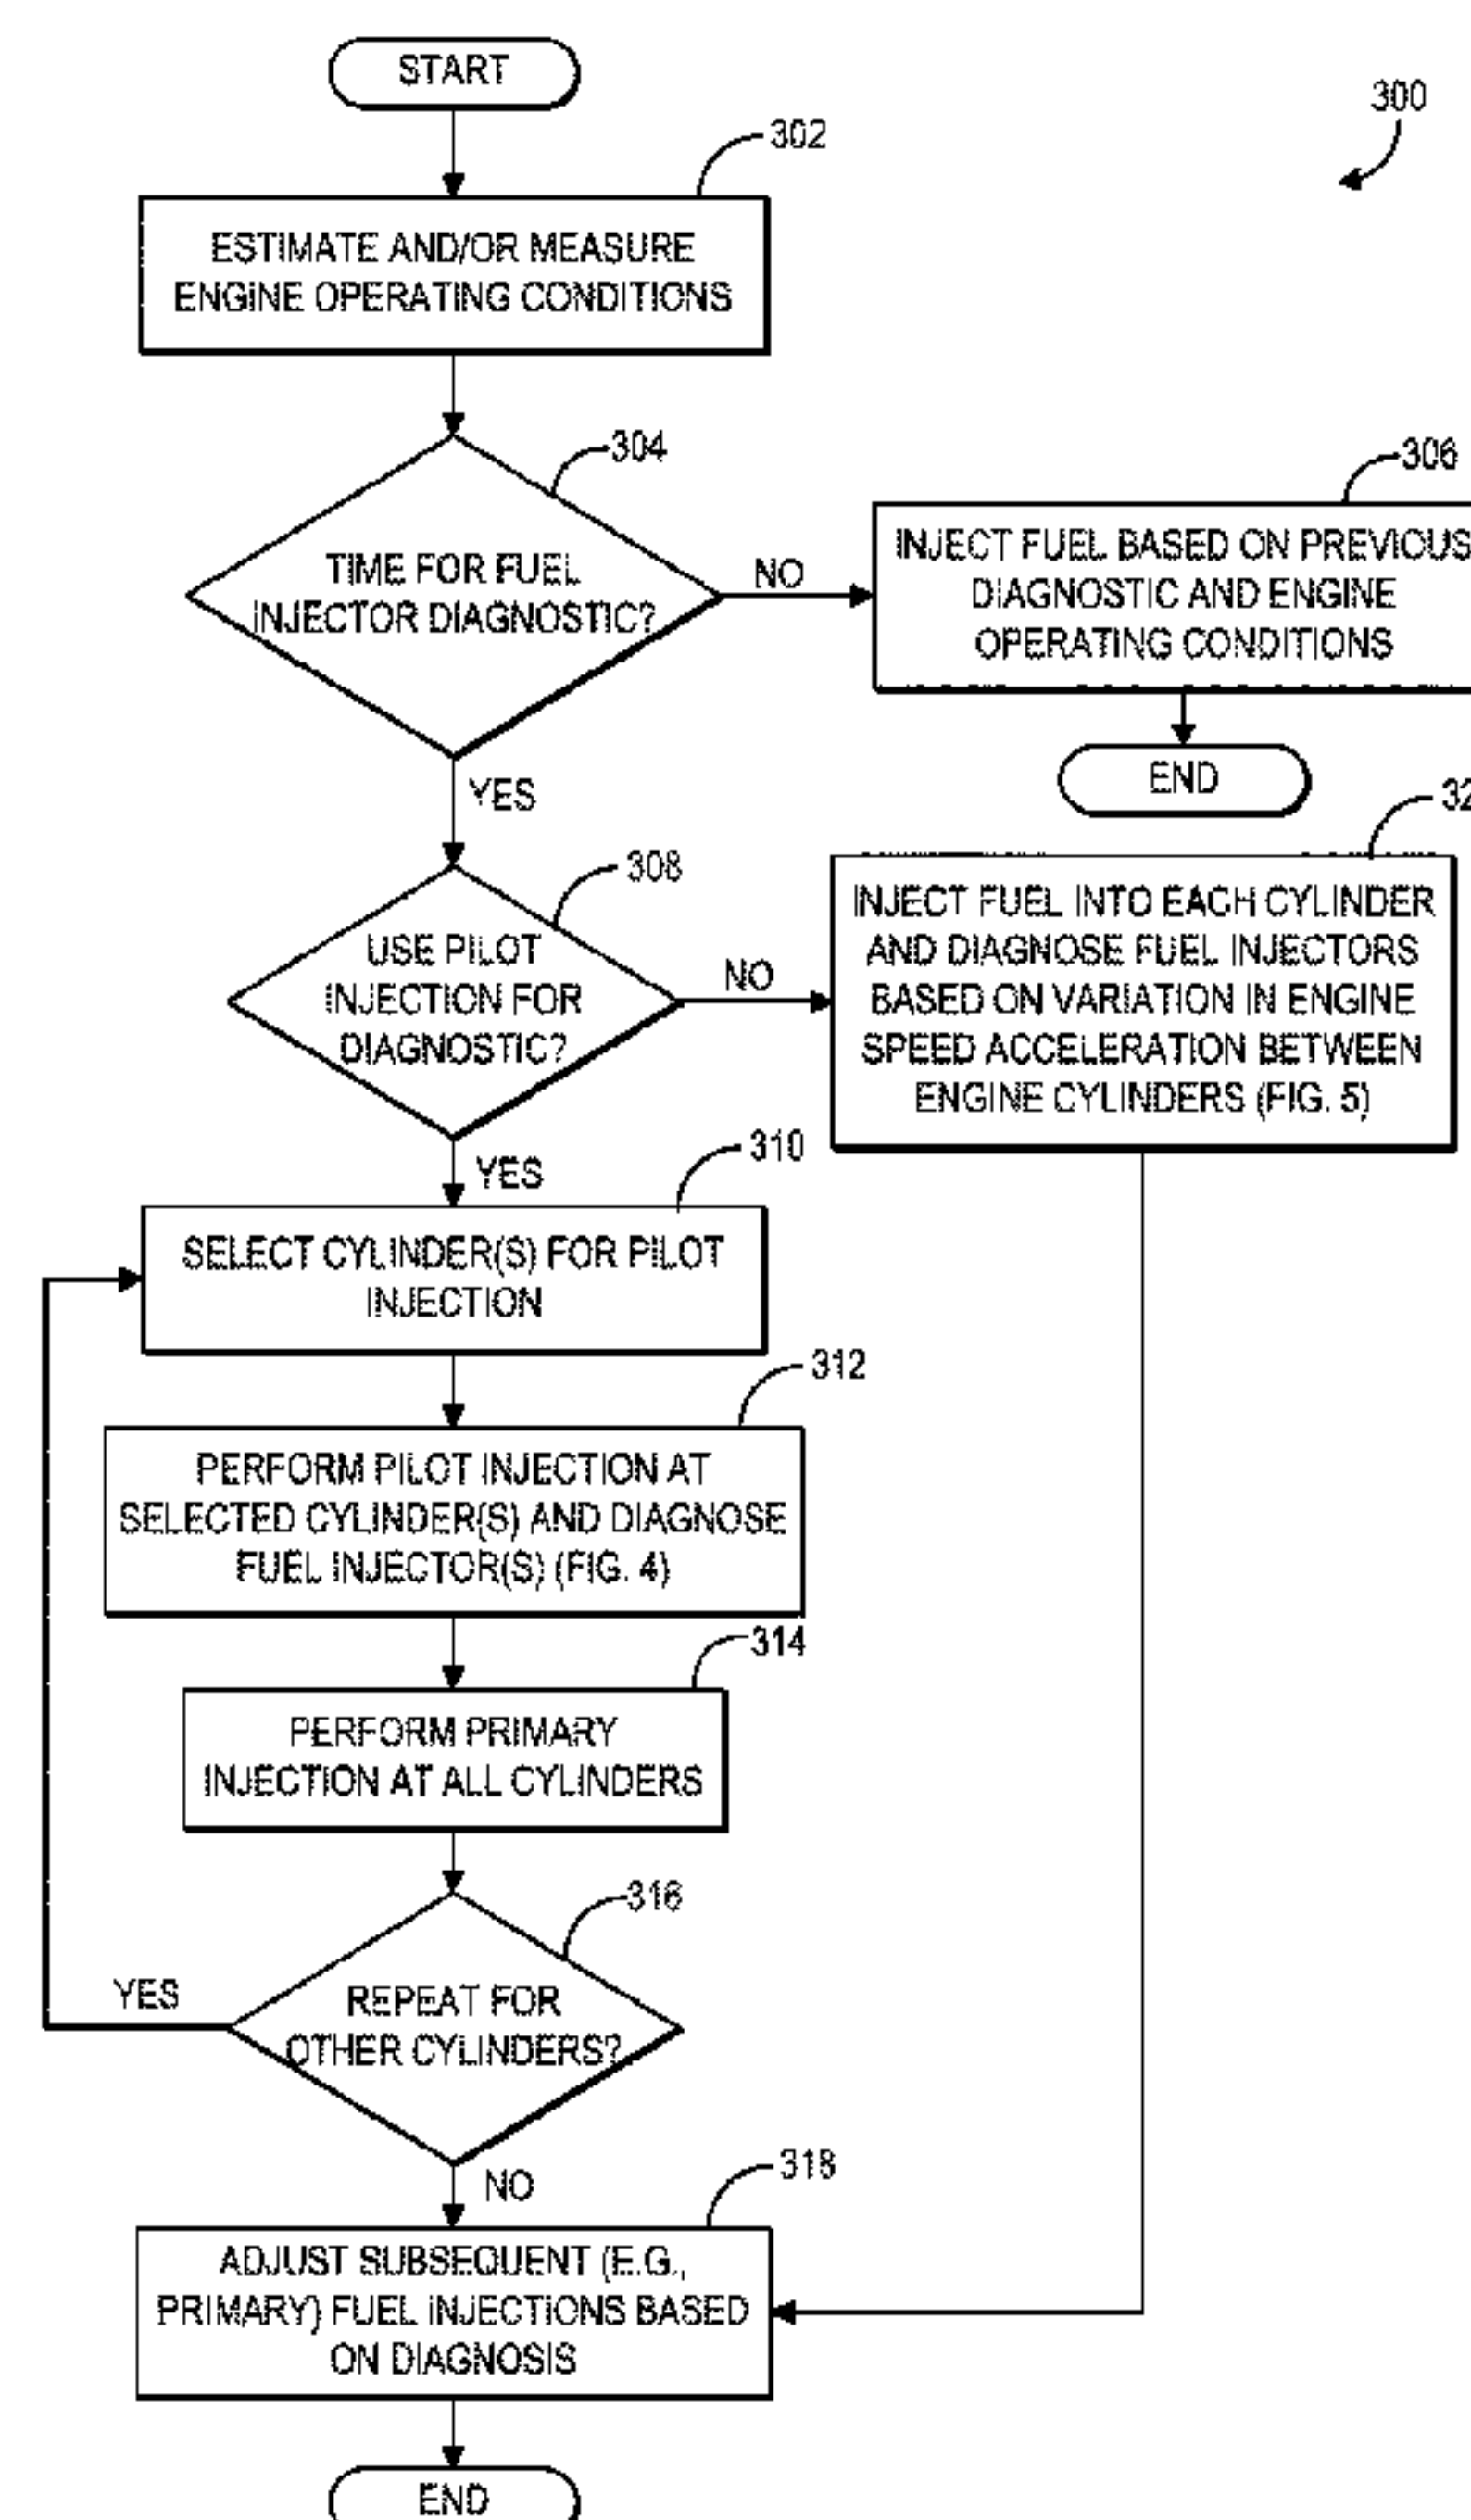 START
300
302
ESTIMATE AND/OR MEASURE
ENGINE OPERATING CONDITIONS
304
TIME FOR FUEL
INJECTOR DIAGNOSTIC?
NO
306
INJECT FUEL BASED ON PREVIOUS
DIAGNOSTIC AND ENGINE
OPERATING CONDITIONS
END
YES
308
USE PILOT
INJECTION FOR
DIAGNOSTIC?
NO
INJECT FUEL INTO EACH CYLINDER
AND DIAGNOSE FUEL INJECTORS
BASED ON VARIATION IN ENGINE
SPEED ACCELERATION BETWEEN
ENGINE CYLINDERS (FIG. 5)
YES
310
SELECT CYLINDER(S) FOR PILOT
INJECTION
312
PERFORM PILOT INJECTION AT
SELECTED CYLINDER(S) AND DIAGNOSE
FUEL INJECTOR(S) (FIG. 4)
314
PERFORM PRIMARY
INJECTION AT ALL CYLINDERS
316
YES
REPEAT FOR
OTHER CYLINDERS?
NO
318
ADJUST SUBSEQUENT (E.G.,
PRIMARY) FUEL INJECTIONS BASED
ON DIAGNOSIS
END